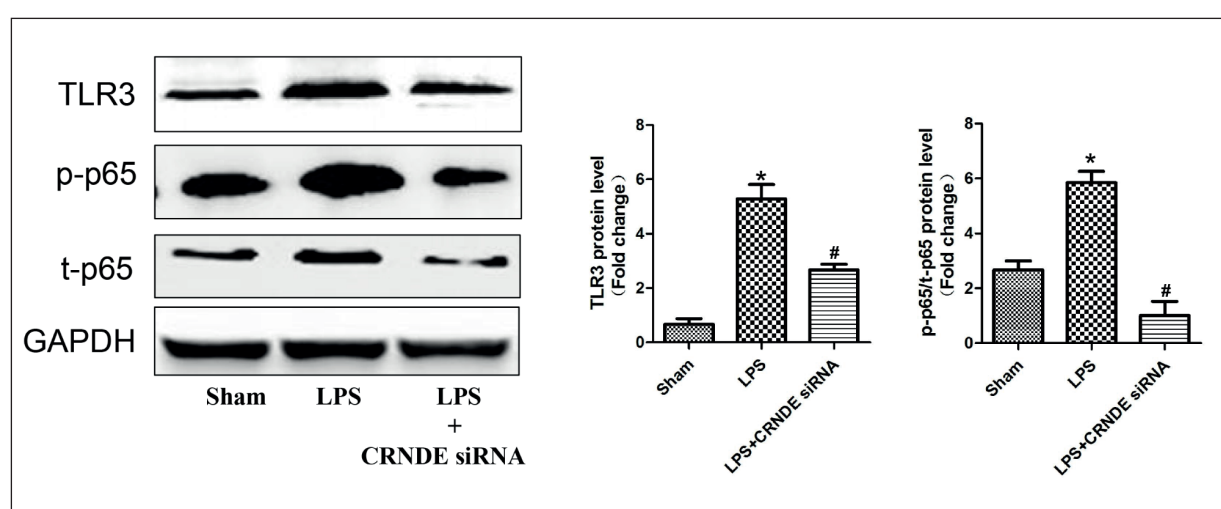 TLR3
p-p65
t-p65
GAPDH
Sham
LPS
LPS
+
CRNDE siRNA
TLR3 protein level
（Fold change）
8
6
4
2
0
*
#
Sham
LPS
LPS+CRNDE siRNA
p-p65/t-p65 protein level
（Fold change）
8
6
4
2
0
*
#
Sham
LPS
LPS+CRNDE siRNA